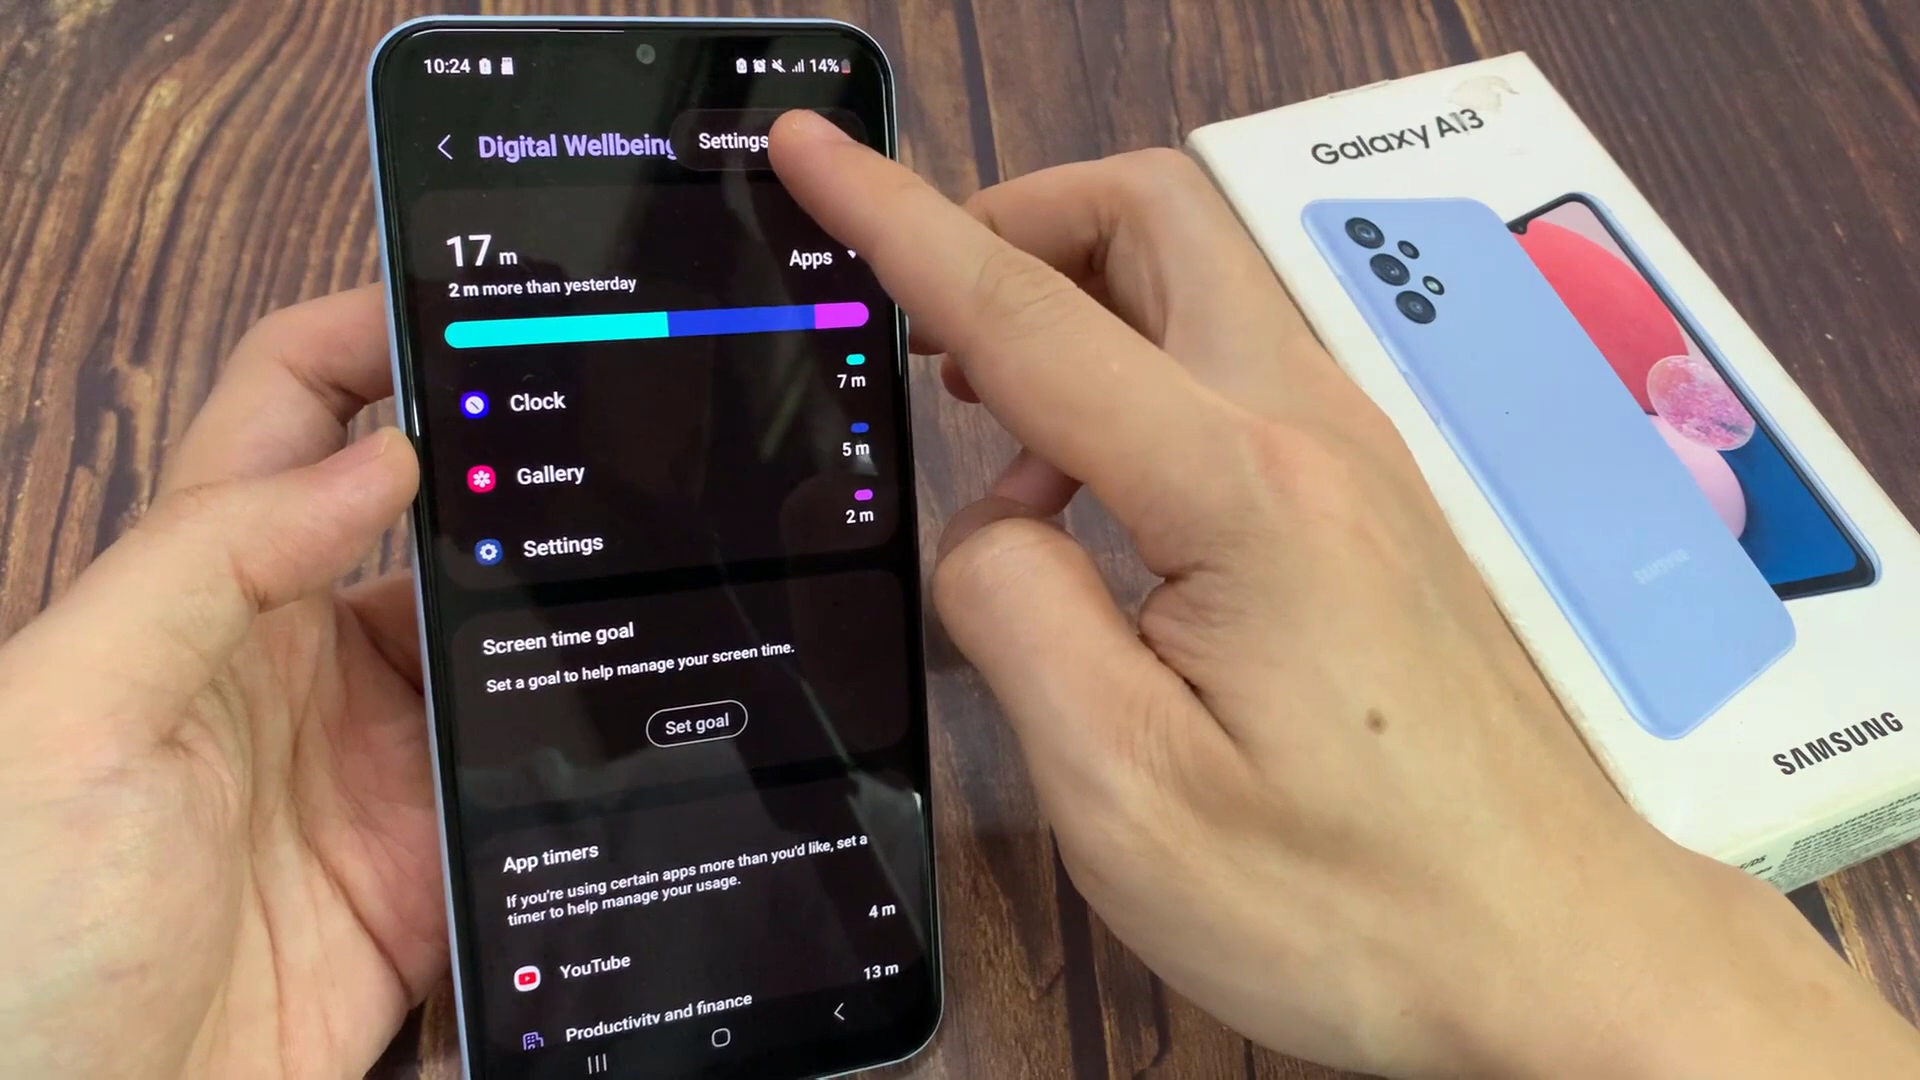 10:24
14%
Digital Wellbeing
Settings
17 m
Apps
2 m more than yesterday
7 m
Clock
5 m
Gallery
2 m
Settings
Screen time goal
Set a goal to help manage your screen time.
Set goal
App timers
If you're using certain apps more than you'd like, set a
timer to help manage your usage.
4 m
YouTube
13 m
Productivity and finance
Galaxy A13
SAMSUNG
SAMSUNG